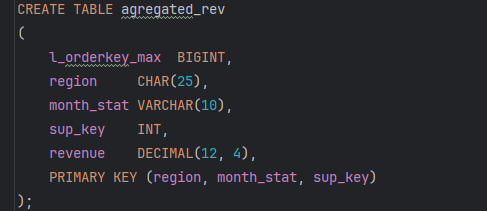 CREATE TABLE agregated_rev
(
    l_orderkey_max  BIGINT,
    region     CHAR(25),
    month_stat VARCHAR(10),
    sup_key    INT,
    revenue    DECIMAL(12, 4),
    PRIMARY KEY (region, month_stat, sup_key)
);